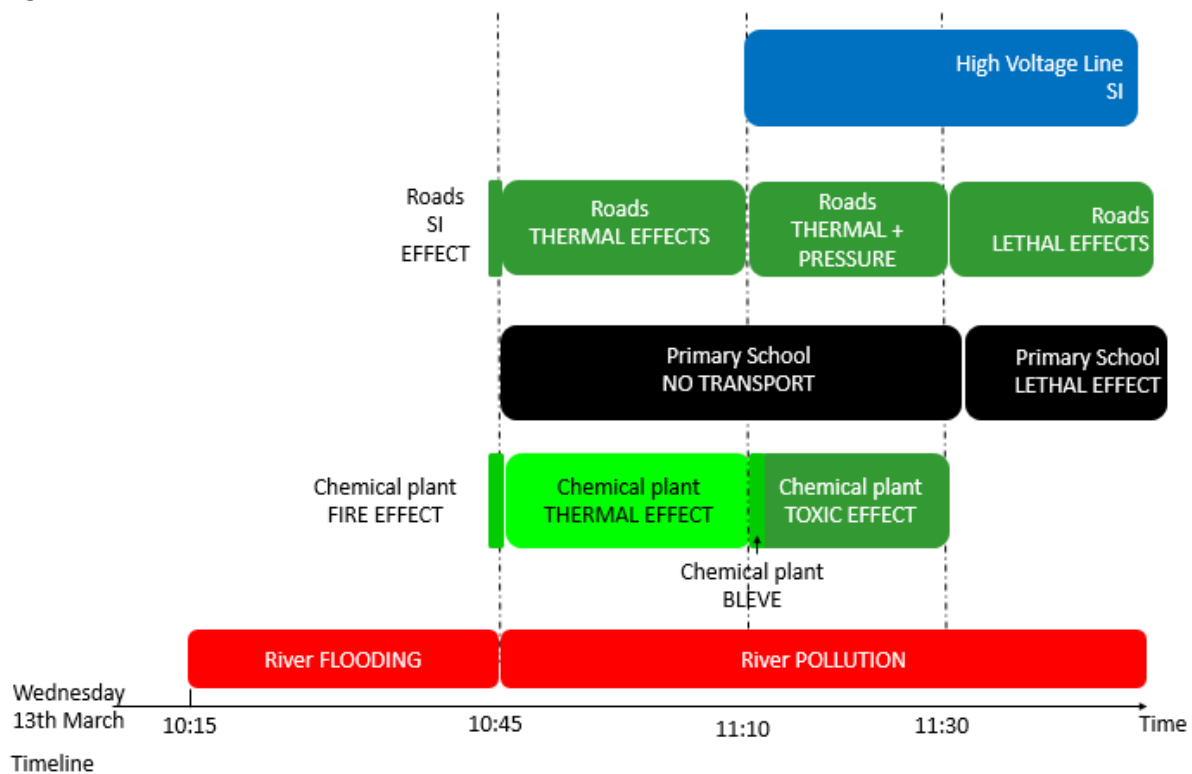 High Voltage Line
SI
Roads
SI
EFFECT
Roads
THERMAL EFFECTS
Roads
THERMAL +
PRESSURE
Roads
LETHAL EFFECTS
Primary School
NO TRANSPORT
Primary School
LETHAL EFFECT
Chemical plant
FIRE EFFECT
Chemical plant
THERMAL EFFECT
Chemical plant
TOXIC EFFECT
Chemical plant
BLEVE
River FLOODING
River POLLUTION
Wednesday
13th March
10:15
10:45
11:10
11:30
Time
Timeline